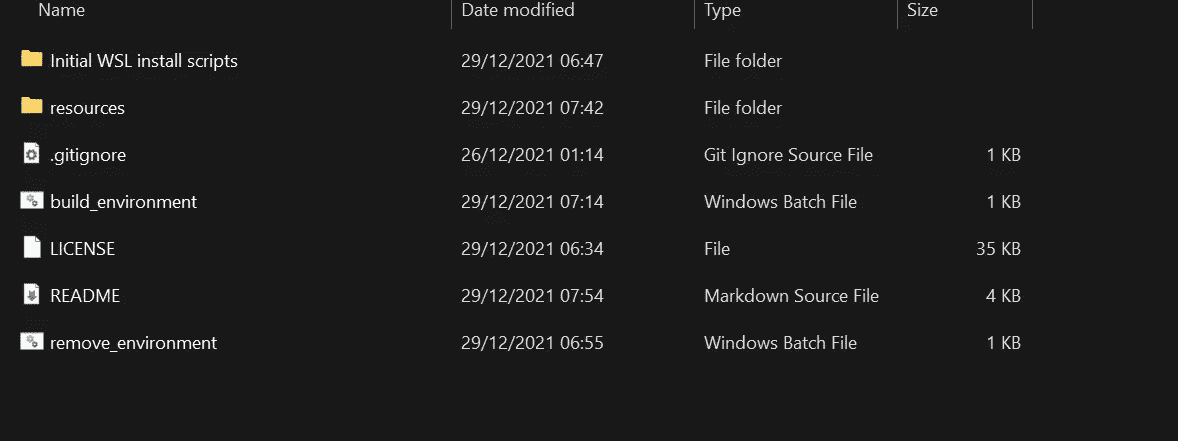 Name Date modified Type Size
Initial WSL install scripts 29/12/2021 06:47 File folder
resources 29/12/2021 07:42 File folder
.gitignore 26/12/2021 01:14 Git Ignore Source File 1 KB
build_environment 29/12/2021 07:14 Windows Batch File 1 KB
LICENSE 29/12/2021 06:34 File 35 KB
README 29/12/2021 07:54 Markdown Source File 4 KB
remove_environment 29/12/2021 06:55 Windows Batch File 1 KB